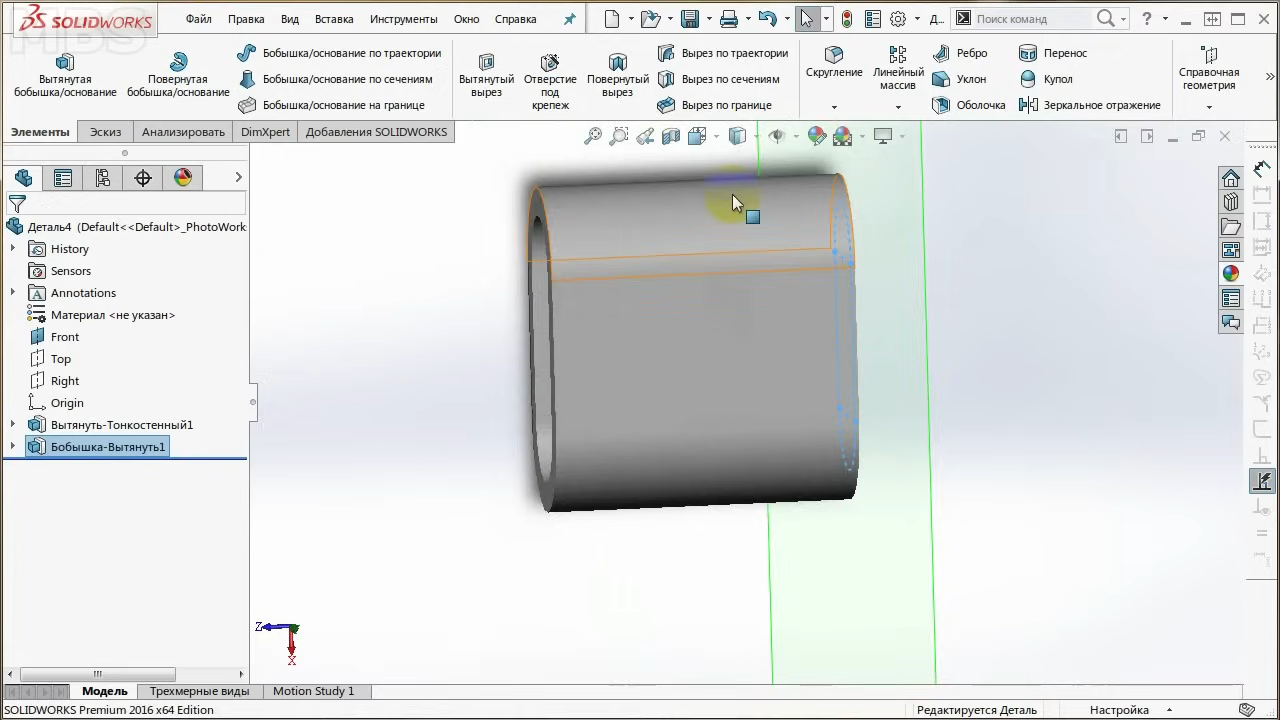 MBS
SOLIDWORKS
Файл Правка Вид Вставка Инструменты Окно Справка
Д...
Поиск команд
Вытянутая бобышка/основание
Повернутая бобышка/основание
Бобышка/основание по траектории
Бобышка/основание по сечениям
Бобышка/основание на границе
Вытянутый вырез
Отверстие под крепеж
Повернутый вырез
Вырез по траектории
Вырез по сечениям
Вырез по границе
Скругление
Линейный массив
Ребро
Уклон
Оболочка
Перенос
Купол
Зеркальное отражение
Справочная геометрия
Элементы Эскиз Анализировать DimXpert Добавления SOLIDWORKS
Деталь4 (Default<<Default>_PhotoWork
History
Sensors
Annotations
Материал <не указан>
Front
Top
Right
Origin
Вытянуть-Тонкостенный1
Бобышка-Вытянуть1
Z
X
Модель Трехмерные виды Motion Study 1
SOLIDWORKS Premium 2016 x64 Edition
Редактируется Деталь
Настройка